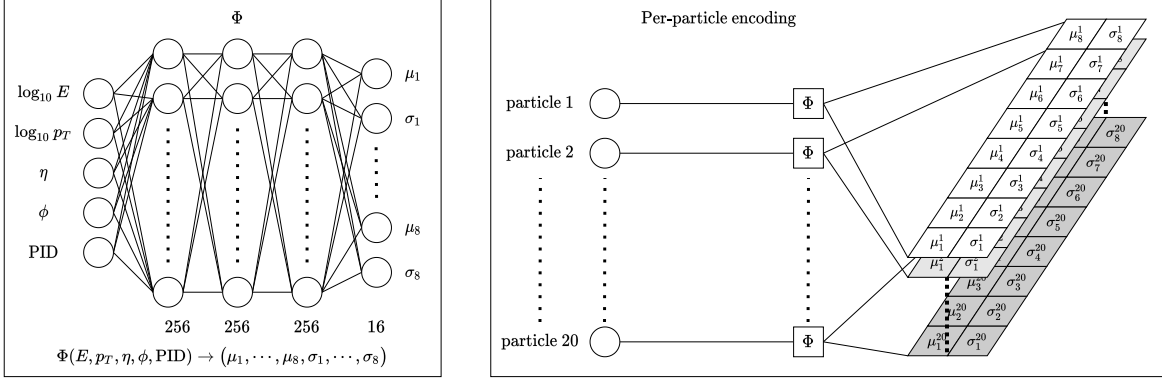 Φ
log₁₀ E
log₁₀ p_T
η
ϕ
PID
μ₁
σ₁
μ₈
σ₈
256 256 256 16
Φ(E, p_T, η, ϕ, PID) → (μ₁, ⋯, μ₈, σ₁, ⋯, σ₈)
Per-particle encoding
particle 1
Φ
particle 2
Φ
particle 20
Φ
μ₈¹ σ₈¹
μ₇¹ σ₇¹
μ₆¹ σ₆¹
μ₅¹ σ₅¹
μ₄¹ σ₄¹
μ₃¹ σ₃¹
μ₂¹ σ₂¹
μ₁¹ σ₁¹
μ₁² σ₁²
σ₈²⁰
σ₇²⁰
σ₆²⁰
σ₅²⁰
σ₄²⁰
μ₃²⁰ σ₃²⁰
μ₂²⁰ σ₂²⁰
μ₁²⁰ σ₁²⁰